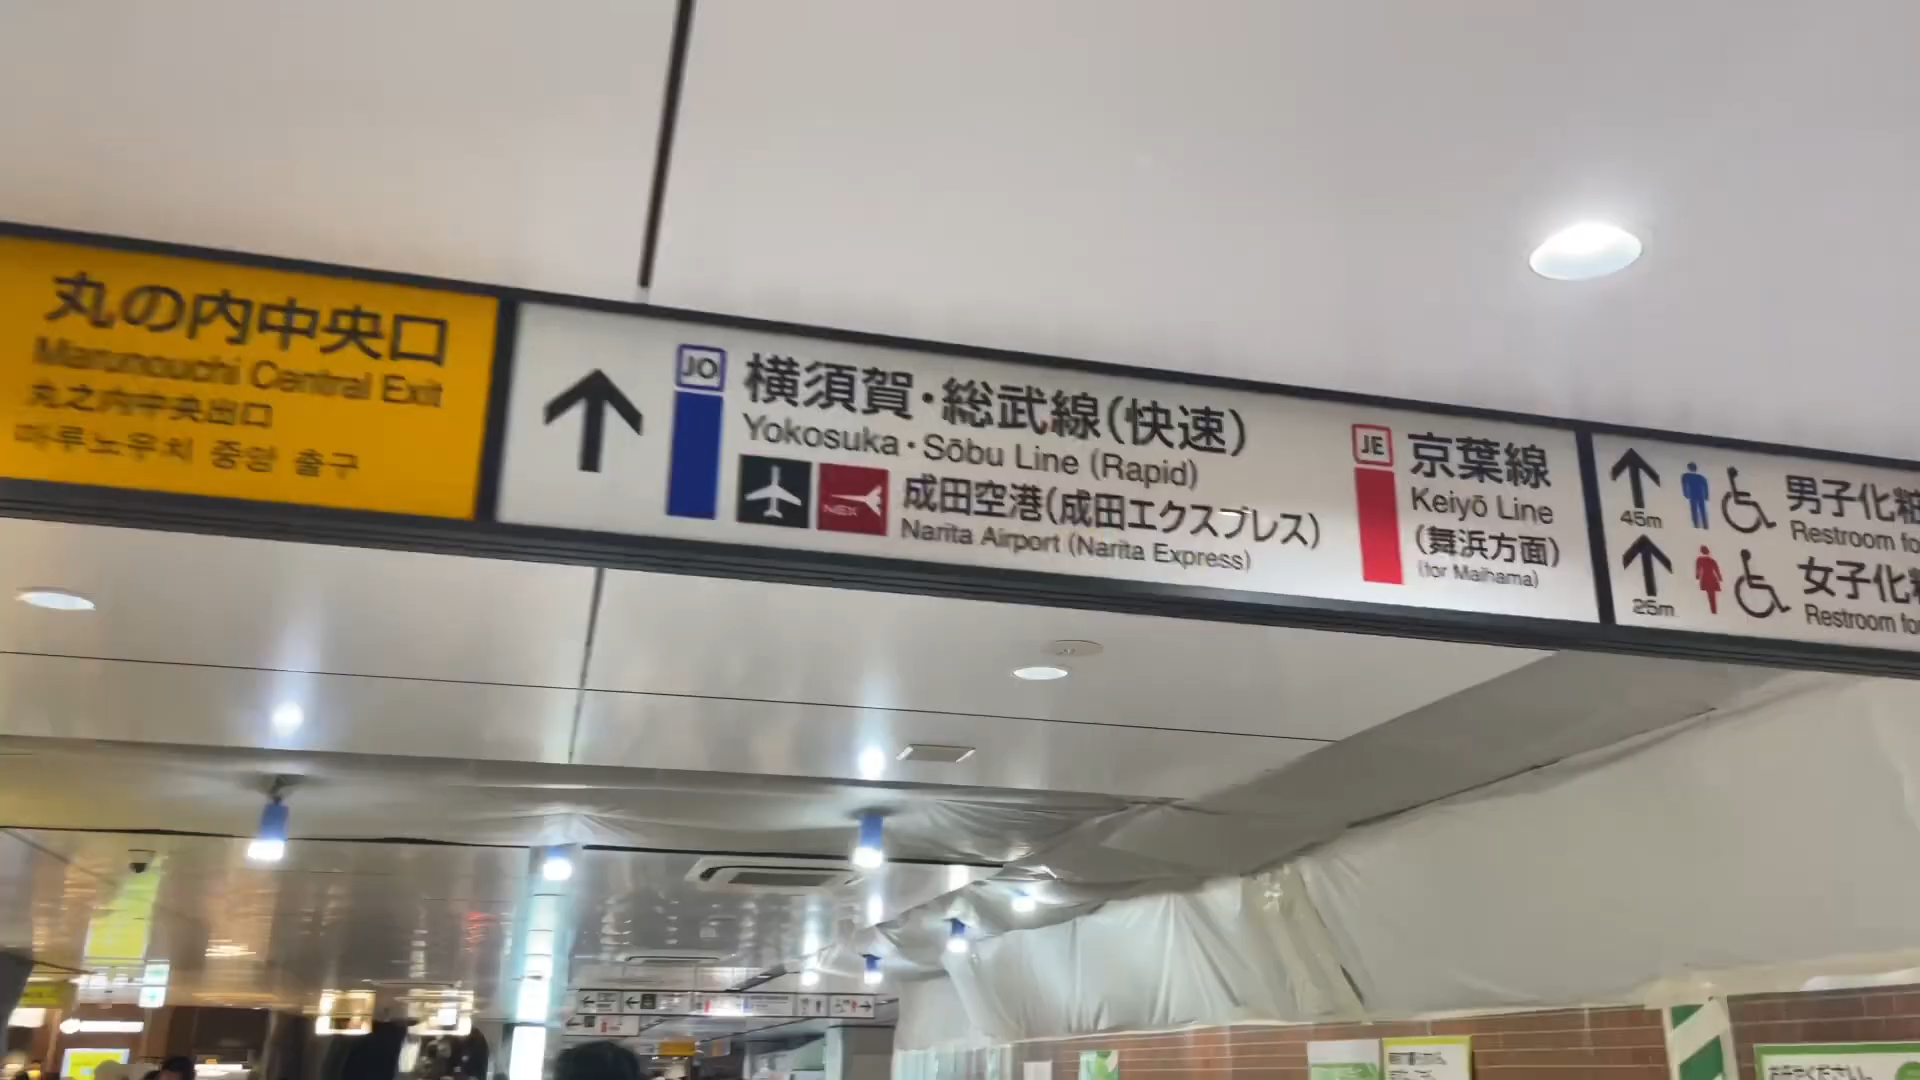 丸の内中央口
Marunouchi Central Exit
丸之内中央出口
마루노우치 중앙 출구
JO
横須賀・総武線(快速)
Yokosuka・Sōbu Line (Rapid)
NEX
成田空港(成田エクスプレス)
Narita Airport (Narita Express)
JE
京葉線
Keiyō Line
(舞浜方面)
(for Maihama)
45m
男子化粧
Restroom fo
25m
女子化粧
Restroom fo